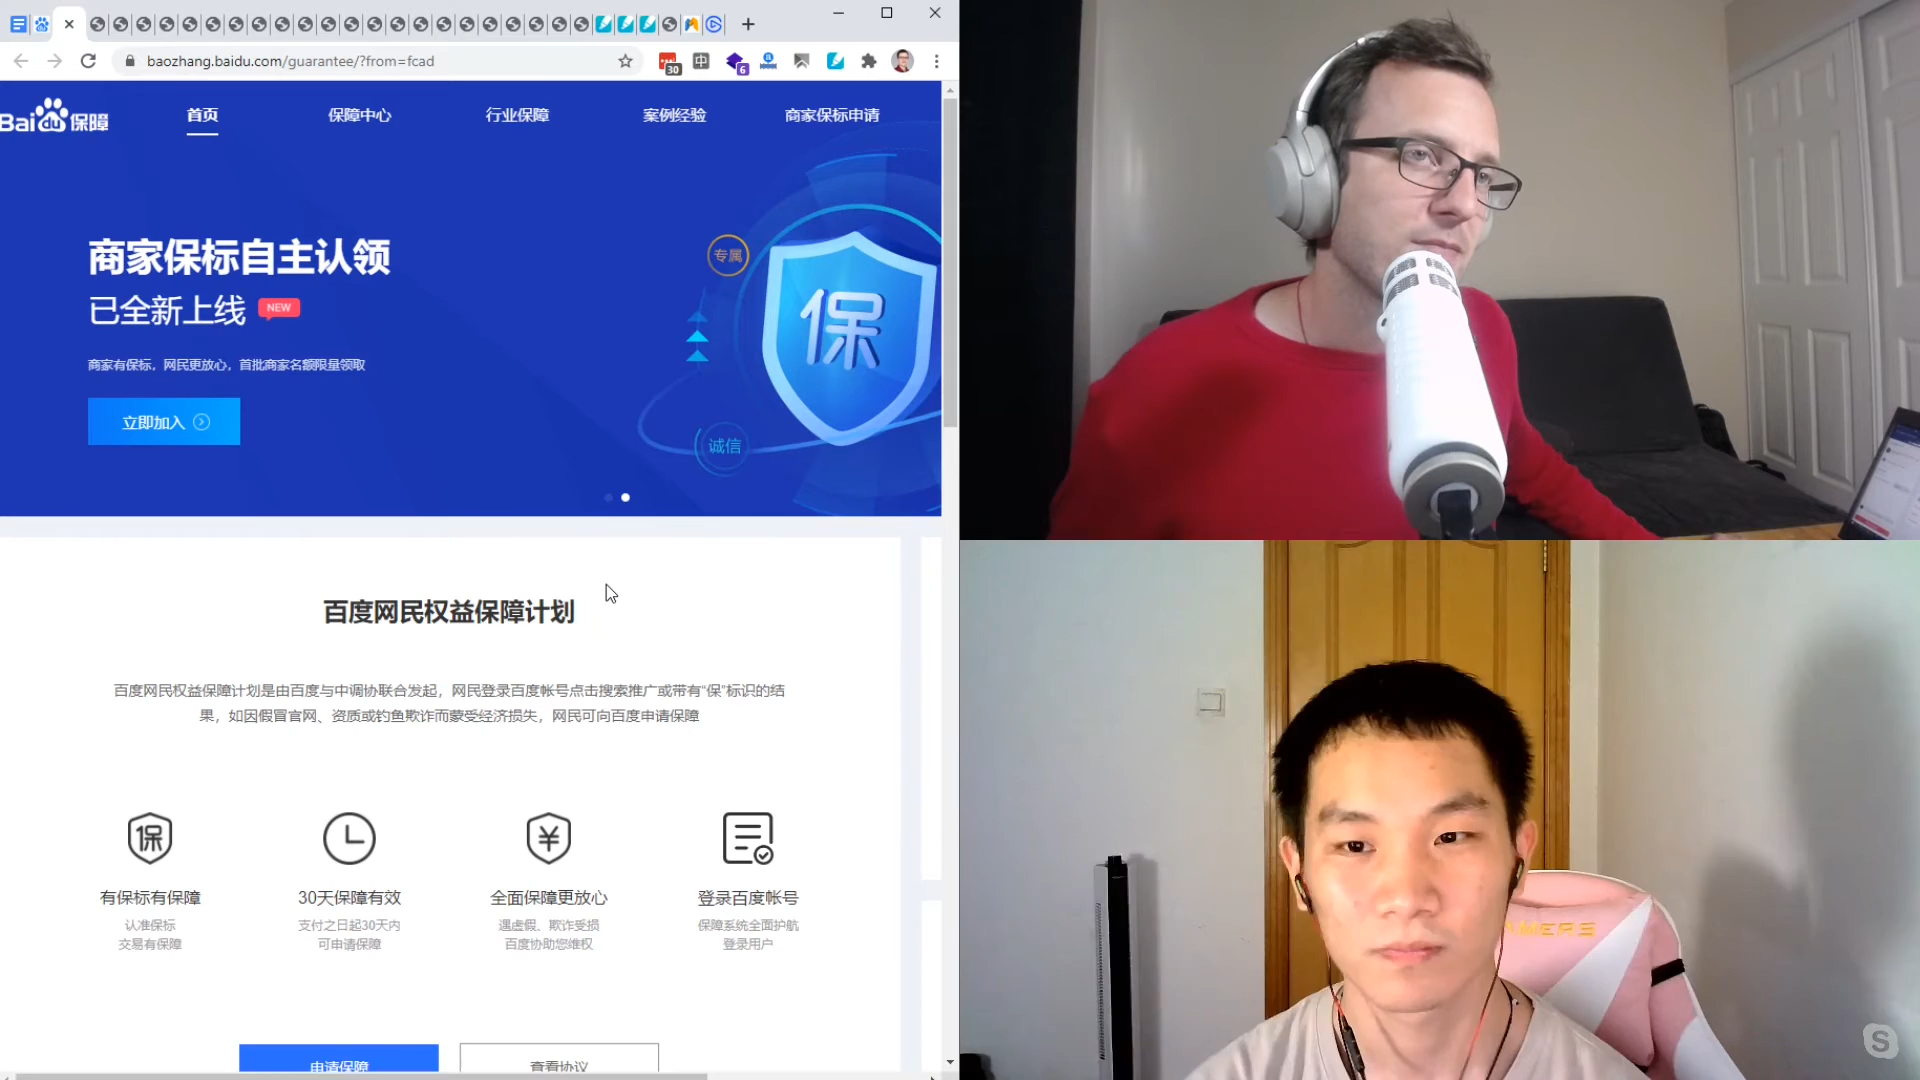 baozhang.baidu.com/guarantee/?from=fcad
30
中
6
Bai du 保障
首页
保障中心
行业保障
案例经验
商家保标申请
商家保标自主认领
已全新上线 NEW
商家有保标，网民更放心，首批商家名额限量领取
立即加入
专属
保
诚信
百度网民权益保障计划
百度网民权益保障计划是由百度与中调协联合发起，网民登录百度帐号点击搜索推广或带有“保”标识的结
果，如因假冒官网、资质或钓鱼欺诈而蒙受经济损失，网民可向百度申请保障
保
¥
有保标有保障
认准保标
交易有保障
30天保障有效
支付之日起30天内
可申请保障
全面保障更放心
遇虚假、欺诈受损
百度协助您维权
登录百度帐号
保障系统全面护航
登录用户
申请保障
查看协议
S